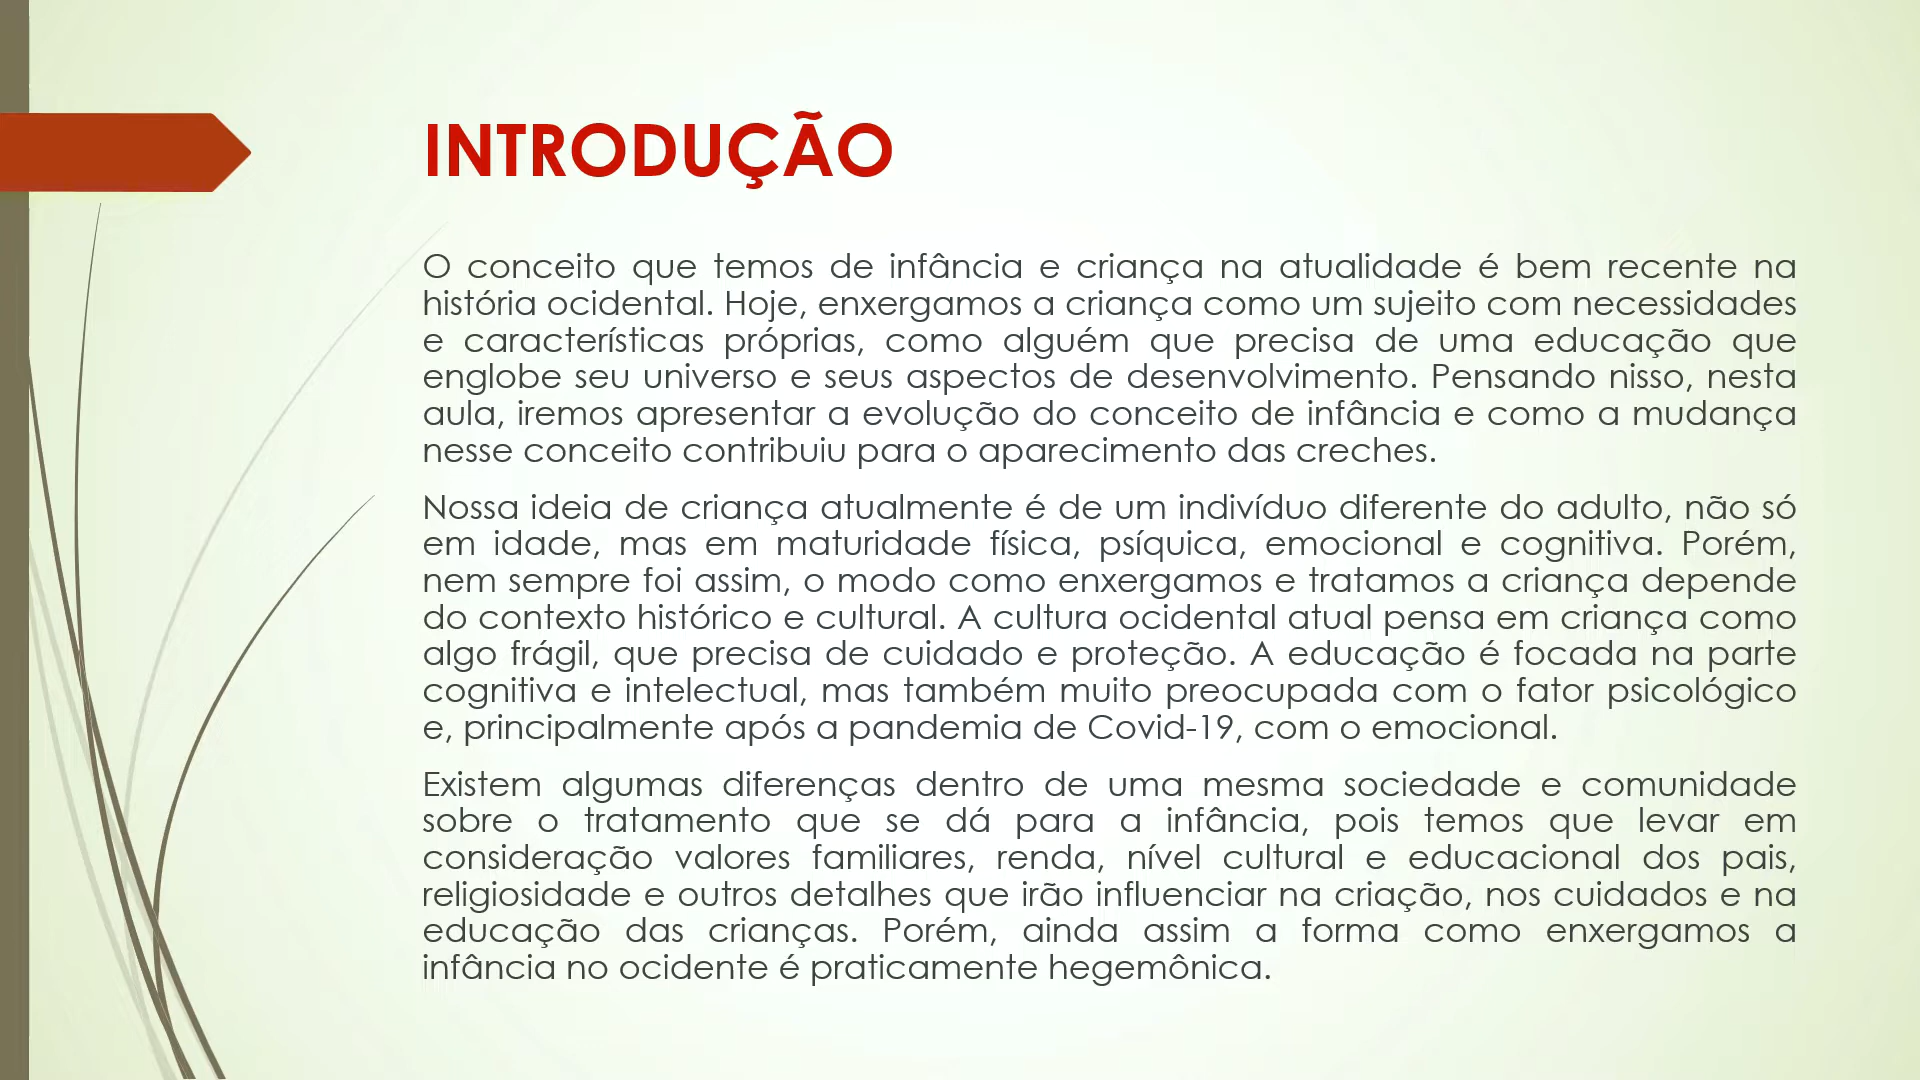 INTRODUÇÃO
O conceito que temos de infância e criança na atualidade é bem recente na
história ocidental. Hoje, enxergamos a criança como um sujeito com necessidades
e características próprias, como alguém que precisa de uma educação que
englobe seu universo e seus aspectos de desenvolvimento. Pensando nisso, nesta
aula, iremos apresentar a evolução do conceito de infância e como a mudança
nesse conceito contribuiu para o aparecimento das creches.
Nossa ideia de criança atualmente é de um indivíduo diferente do adulto, não só
em idade, mas em maturidade física, psíquica, emocional e cognitiva. Porém,
nem sempre foi assim, o modo como enxergamos e tratamos a criança depende
do contexto histórico e cultural. A cultura ocidental atual pensa em criança como
algo frágil, que precisa de cuidado e proteção. A educação é focada na parte
cognitiva e intelectual, mas também muito preocupada com o fator psicológico
e, principalmente após a pandemia de Covid-19, com o emocional.
Existem algumas diferenças dentro de uma mesma sociedade e comunidade
sobre o tratamento que se dá para a infância, pois temos que levar em
consideração valores familiares, renda, nível cultural e educacional dos pais,
religiosidade e outros detalhes que irão influenciar na criação, nos cuidados e na
educação das crianças. Porém, ainda assim a forma como enxergamos a
infância no ocidente é praticamente hegemônica.